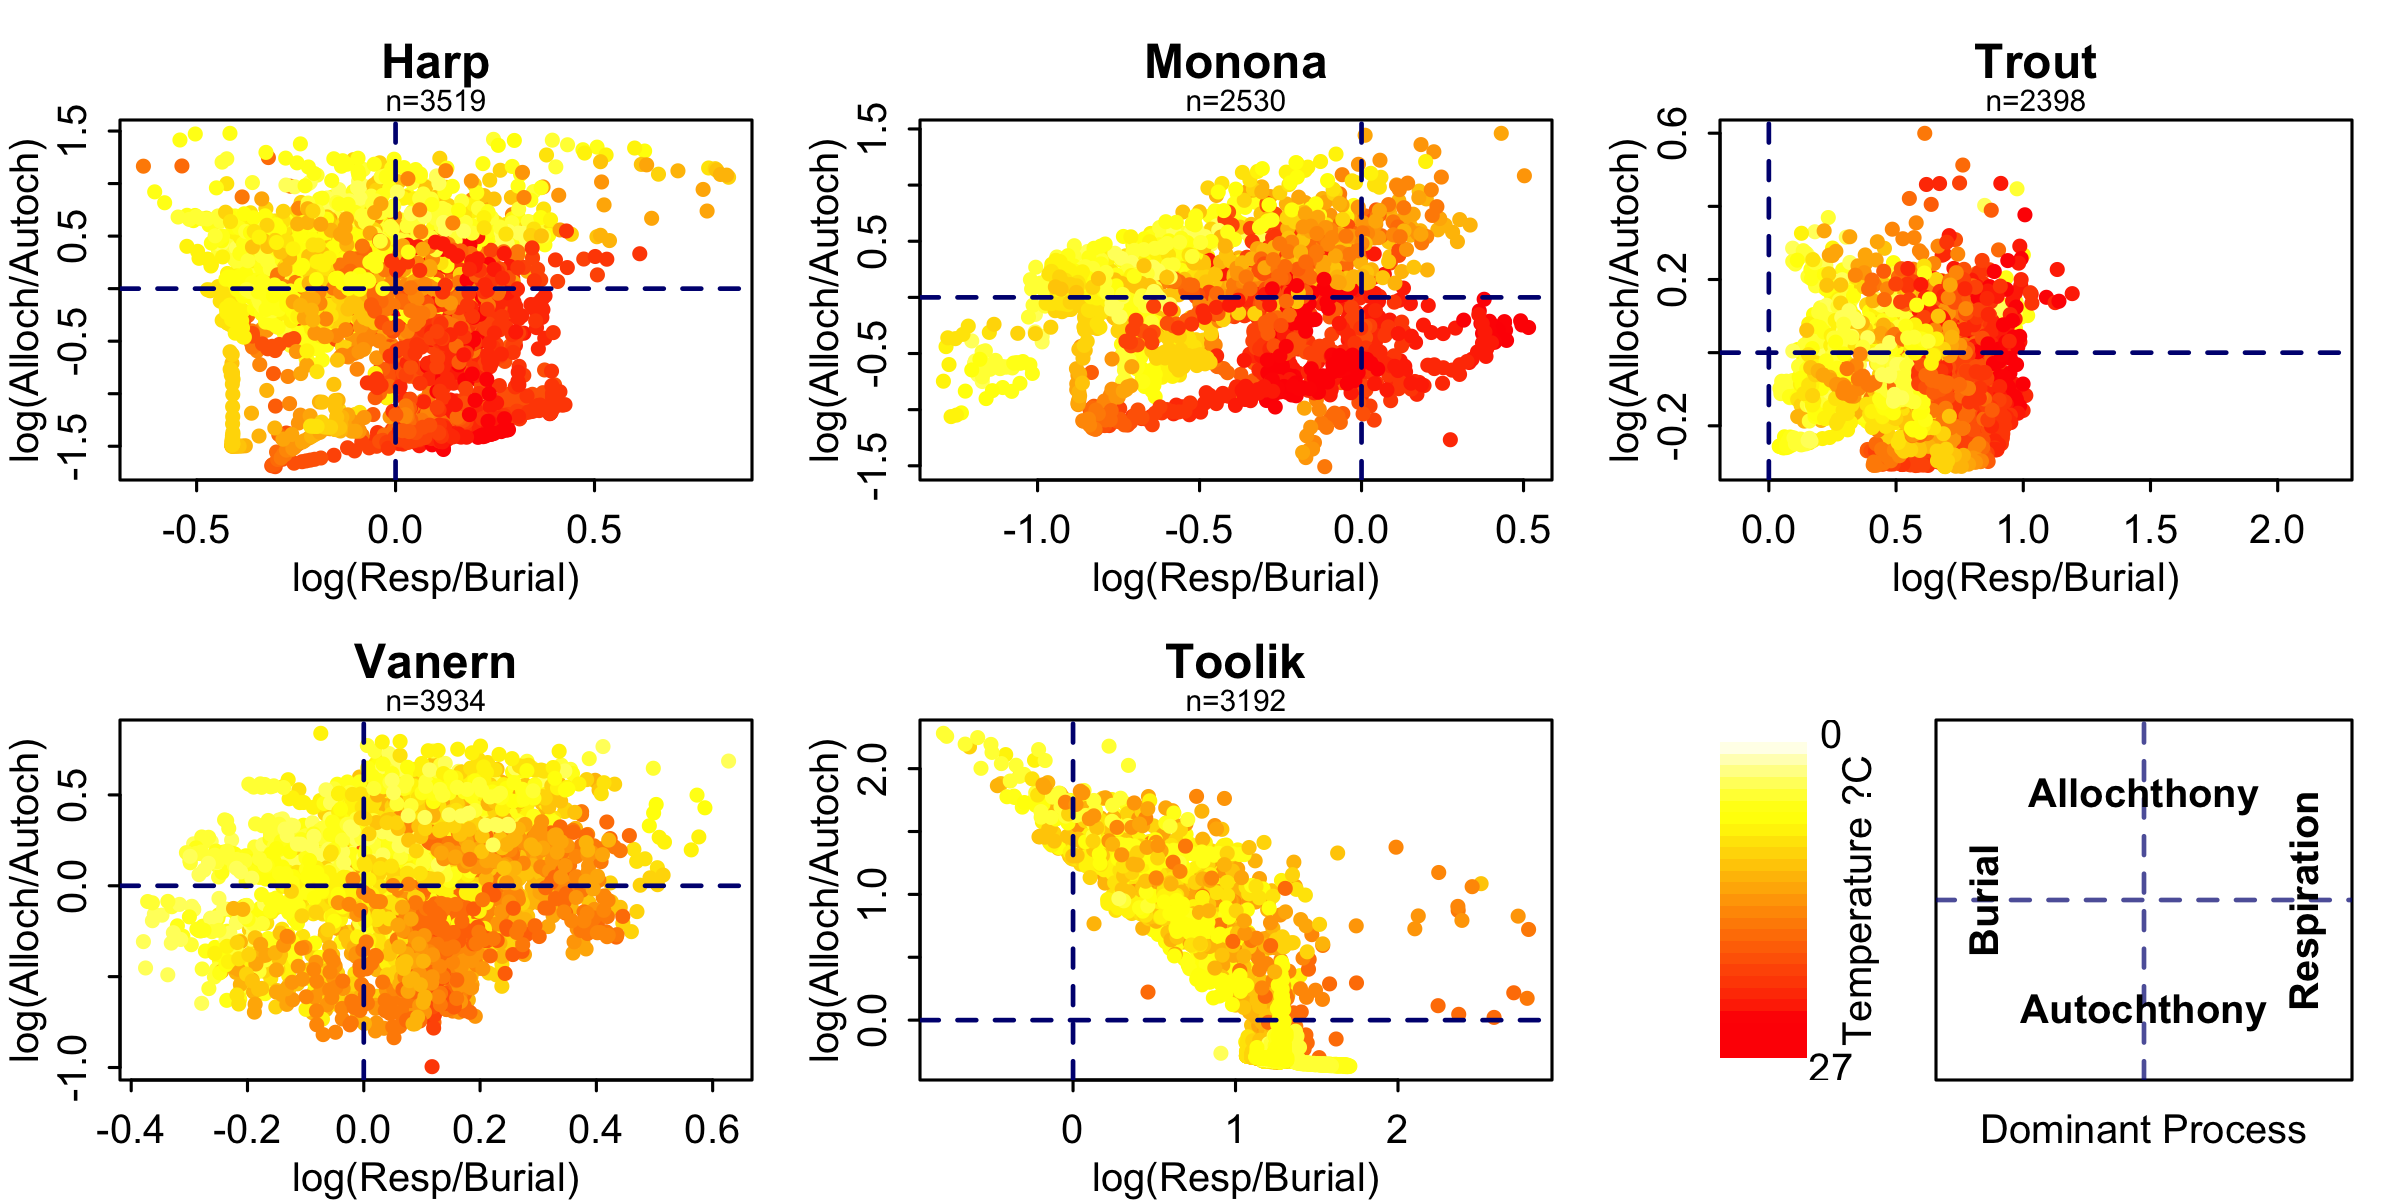 Harp
n=3519
log(Alloch/Autoch)
1.5
0.5
-0.5
-1.5
-0.5 0.0 0.5
log(Resp/Burial)
Monona
n=2530
log(Alloch/Autoch)
1.5
0.5
-0.5
-1.5
-1.0 -0.5 0.0 0.5
log(Resp/Burial)
Trout
n=2398
log(Alloch/Autoch)
0.6
0.2
-0.2
0.0 0.5 1.0 1.5 2.0
log(Resp/Burial)
Vanern
n=3934
log(Alloch/Autoch)
0.5
0.0
-1.0
-0.4 -0.2 0.0 0.2 0.4 0.6
log(Resp/Burial)
Toolik
n=3192
log(Alloch/Autoch)
2.0
1.0
0.0
0 1 2
log(Resp/Burial)
0
Temperature ?C
27
Allochthony
Burial
Respiration
Autochthony
Dominant Process